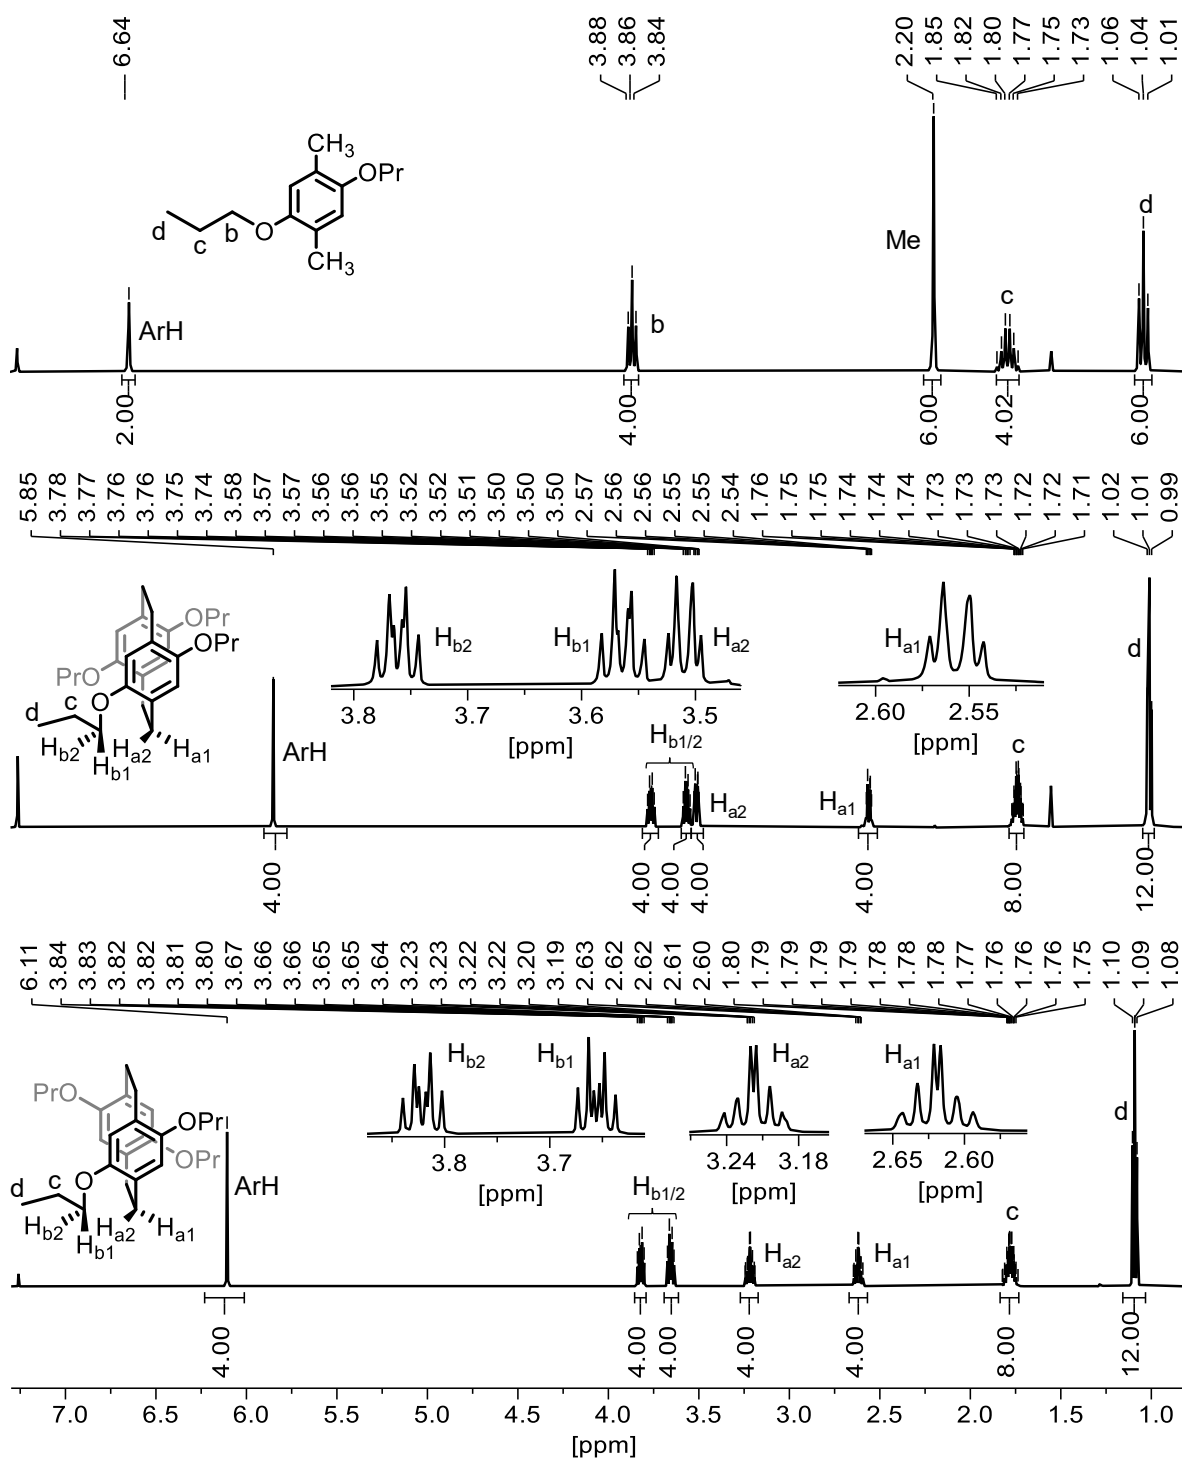 6.64
3.88
3.86
3.84
2.20
1.85
1.82
1.80
1.77
1.75
1.73
1.06
1.04
1.01
CH3
OPr
d
c
b
O
CH3
ArH
b
Me
c
d
2.00
4.00
6.00
4.02
6.00
5.85
3.78
3.77
3.76
3.76
3.75
3.74
3.58
3.57
3.57
3.56
3.56
3.55
3.52
3.52
3.51
3.50
3.50
3.50
2.57
2.56
2.56
2.55
2.55
2.54
1.76
1.75
1.75
1.74
1.74
1.74
1.73
1.73
1.73
1.72
1.72
1.71
1.02
1.01
0.99
OPr
OPr
PrO
O
c
d
Hb2
Hb1
Ha2
Ha1
ArH
Hb2
Hb1
Ha2
3.8 3.7 3.6 3.5
[ppm]
Hb1/2
Ha2
Ha1
2.60 2.55
[ppm]
Ha1
c
d
4.00
4.00
4.00
4.00
4.00
8.00
12.00
6.11
3.84
3.83
3.82
3.82
3.81
3.80
3.67
3.66
3.66
3.65
3.65
3.64
3.23
3.23
3.22
3.22
3.20
3.19
2.63
2.62
2.62
2.61
2.60
1.80
1.79
1.79
1.79
1.79
1.78
1.78
1.78
1.77
1.76
1.76
1.76
1.75
1.10
1.09
1.08
PrO
OPr
OPr
O
c
d
Hb2
Hb1
Ha2
Ha1
ArH
Hb2
Hb1
3.8 3.7
[ppm]
Ha2
3.24 3.18
[ppm]
Ha1
2.65 2.60
[ppm]
Hb1/2
Ha2
Ha1
c
d
4.00
4.00
4.00
4.00
4.00
8.00
12.00
7.0 6.5 6.0 5.5 5.0 4.5 4.0 3.5 3.0 2.5 2.0 1.5 1.0
[ppm]